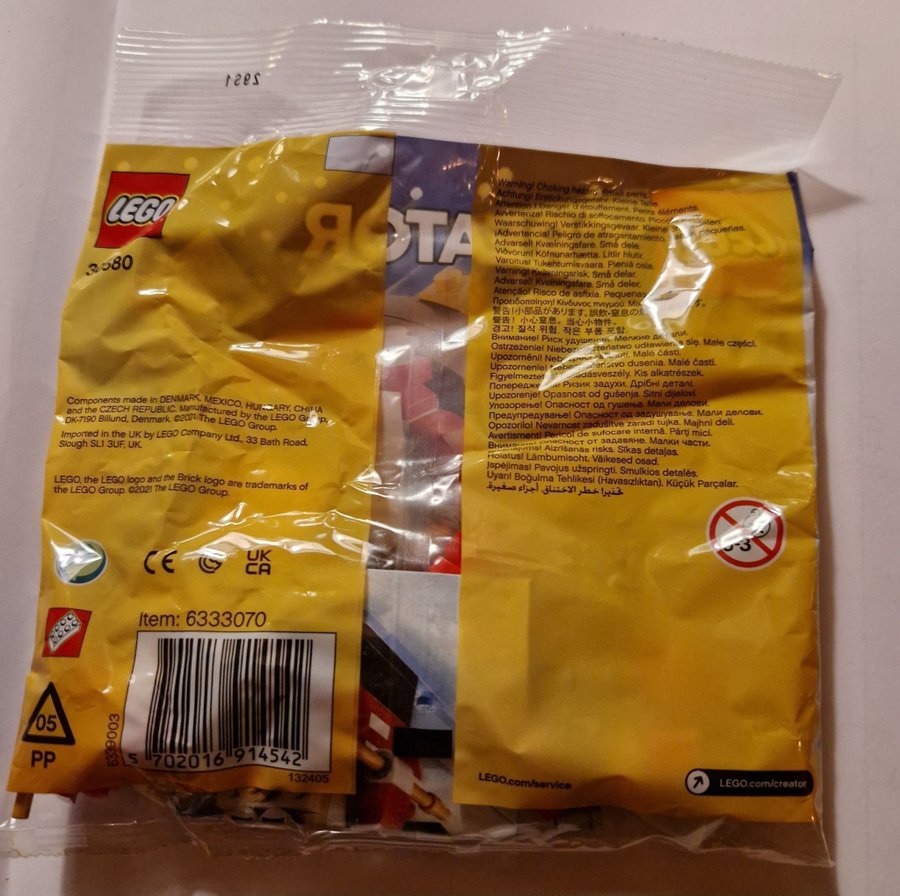 2951
LEGO
30580
ATOR
Components made in DENMARK, MEXICO, HUNGARY, CHINA
and the CZECH REPUBLIC. Manufactured by the LEGO Group,
DK-7190 Billund, Denmark. ©2021 The LEGO Group.
Imported in the UK by LEGO Company Ltd., 33 Bath Road,
Slough SL1 3UF, UK.
LEGO, the LEGO logo and the Brick logo are trademarks of
the LEGO Group. ©2021 The LEGO Group.
CE
UK
CA
Item: 6333070
05
PP
6339003
5 702016 914542
132405
Warning! Choking hazard. Small parts.
Achtung! Erstickungsgefahr. Kleine Teile.
Attention ! Danger d'étouffement. Petits éléments.
Avvertenza! Rischio di soffocamento. Piccole
Waarschuwing! Verstikkingsgevaar. Kleine onderdelen.
¡Advertencia! Peligro de atragantamiento. pequeñas.
Advarsel! Kvælningsfare. Små dele.
Viðvörun! Köfnunarhætta. Litlir hlutir.
Varoitus! Tukehtumisvaara. Pieniä osia.
Varning! Kvävningsrisk. Små delar.
Advarsel! Kvelningsfare. Små deler.
Atenção! Risco de asfixia. Pequenas
Προειδοποίηση! Κίνδυνος πνιγμού.
警告!小部品があります。誤飲・窒息の
警告! 小心窒息。当心小物件。
경고! 질식 위험. 작은 부품 포함.
Внимание! Риск удушения. Мелкие детали.
Ostrzeżenie! Niebezpieczeństwo udławienia się. Małe części.
Upozornění! Nebezpečí Malé části.
Upozornenie! Nebezpečenstvo dusenia. Malé časti.
Figyelmeztetés! Fulladásveszély. Kis alkatrészek.
Попередження! Ризик задухи. Дрібні деталі.
Upozorenje! Opasnost od gušenja. Sitni dijelovi.
Упозорење! Опасност од гушења. Мали делови.
Предупредување! Опасност од задушување. Мали делови.
Opozorilo! Nevarnost zadušitve zaradi tujka. Majhni deli.
Avertisment! Pericol de sufocare internă. Părți mici.
Внимание! Опасност от задавяне. Малки части.
Aizrīšanās risks. Sīkas detaļas.
Hoiatus! Lämbumisoht. Väikesed osad.
Įspėjimas! Pavojus užspringti. Smulkios detalės.
Uyarı! Boğulma Tehlikesi (Havasızlıktan). Küçük Parçalar.
تحذير! خطر الاختناق. أجزاء صغيرة.
0-3
LEGO.com/service
LEGO.com/creator